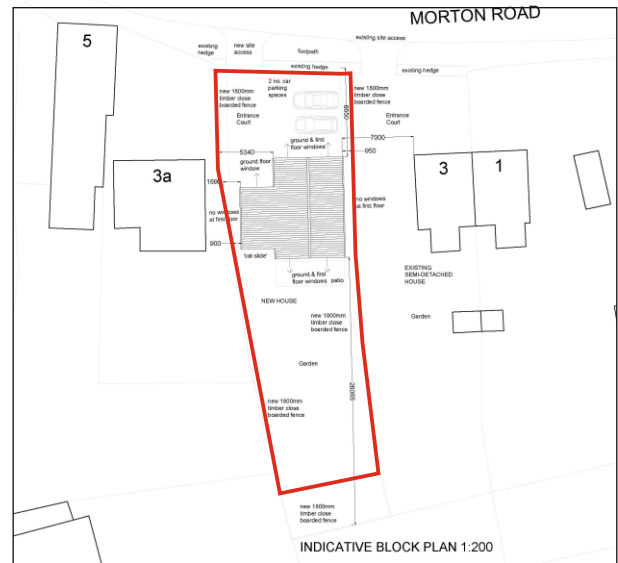 MORTON ROAD
existing site access
existing
hedge
new site
access
footpath
existing hedge
existing hedge
5
new 1800mm
timber close
boarded fence
2 no. car
parking
spaces
new 1800mm
timber close
boarded fence
8650
Entrance
Court
Entrance
Court
ground & first
floor windows
7000
950
5340
ground floor
window
3a
3
1
no windows
at first floor
no windows
at first floor
900
'cat-slide'
ground & first
floor windows
patio
EXISTING
SEMI-DETACHED
HOUSE
NEW HOUSE
new 1800mm
timber close
boarded fence
Garden
Garden
26065
new 1800mm
timber close
boarded fence
new 1800mm
timber close
boarded fence
INDICATIVE BLOCK PLAN 1:200